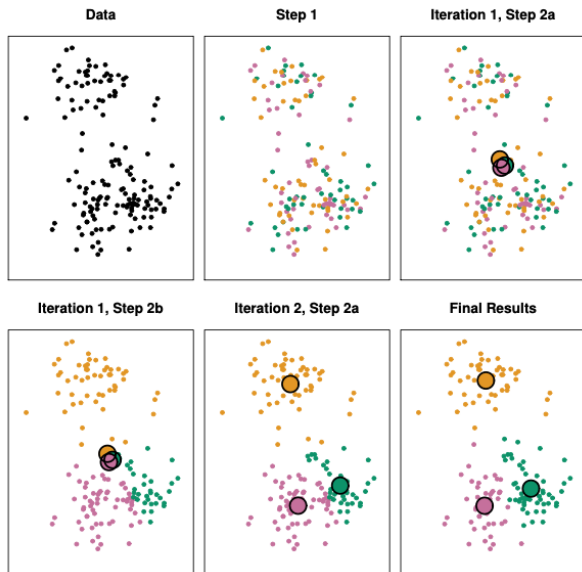 Data
Step 1
Iteration 1, Step 2a
Iteration 1, Step 2b
Iteration 2, Step 2a
Final Results